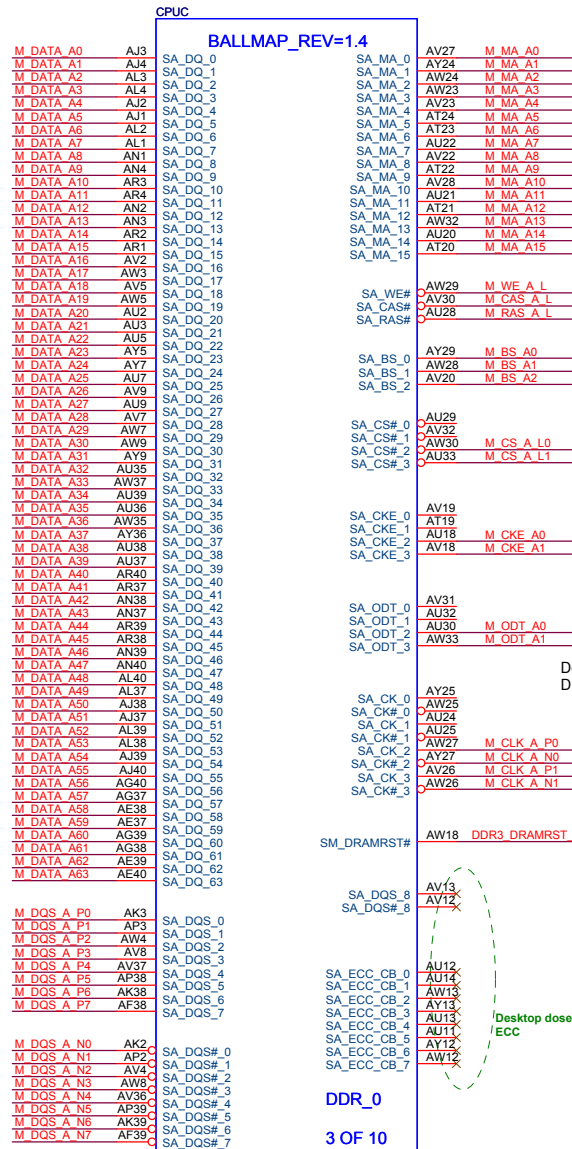 CPUC
BALLMAP_REV=1.4
M_DATA_A0 AJ3 SA_DQ_0
M_DATA_A1 AJ4 SA_DQ_1
M_DATA_A2 AL3 SA_DQ_2
M_DATA_A3 AL4 SA_DQ_3
M_DATA_A4 AJ2 SA_DQ_4
M_DATA_A5 AJ1 SA_DQ_5
M_DATA_A6 AL2 SA_DQ_6
M_DATA_A7 AL1 SA_DQ_7
M_DATA_A8 AN1 SA_DQ_8
M_DATA_A9 AN4 SA_DQ_9
M_DATA_A10 AR3 SA_DQ_10
M_DATA_A11 AR4 SA_DQ_11
M_DATA_A12 AN2 SA_DQ_12
M_DATA_A13 AN3 SA_DQ_13
M_DATA_A14 AR2 SA_DQ_14
M_DATA_A15 AR1 SA_DQ_15
M_DATA_A16 AV2 SA_DQ_16
M_DATA_A17 AW3 SA_DQ_17
M_DATA_A18 AV5 SA_DQ_18
M_DATA_A19 AW5 SA_DQ_19
M_DATA_A20 AU2 SA_DQ_20
M_DATA_A21 AU3 SA_DQ_21
M_DATA_A22 AU5 SA_DQ_22
M_DATA_A23 AY5 SA_DQ_23
M_DATA_A24 AY7 SA_DQ_24
M_DATA_A25 AU7 SA_DQ_25
M_DATA_A26 AV9 SA_DQ_26
M_DATA_A27 AU9 SA_DQ_27
M_DATA_A28 AV7 SA_DQ_28
M_DATA_A29 AW7 SA_DQ_29
M_DATA_A30 AW9 SA_DQ_30
M_DATA_A31 AY9 SA_DQ_31
M_DATA_A32 AU35 SA_DQ_32
M_DATA_A33 AW37 SA_DQ_33
M_DATA_A34 AU39 SA_DQ_34
M_DATA_A35 AU36 SA_DQ_35
M_DATA_A36 AW35 SA_DQ_36
M_DATA_A37 AY36 SA_DQ_37
M_DATA_A38 AU38 SA_DQ_38
M_DATA_A39 AU37 SA_DQ_39
M_DATA_A40 AR40 SA_DQ_40
M_DATA_A41 AR37 SA_DQ_41
M_DATA_A42 AN38 SA_DQ_42
M_DATA_A43 AN37 SA_DQ_43
M_DATA_A44 AR39 SA_DQ_44
M_DATA_A45 AR38 SA_DQ_45
M_DATA_A46 AN39 SA_DQ_46
M_DATA_A47 AN40 SA_DQ_47
M_DATA_A48 AL40 SA_DQ_48
M_DATA_A49 AL37 SA_DQ_49
M_DATA_A50 AJ38 SA_DQ_50
M_DATA_A51 AJ37 SA_DQ_51
M_DATA_A52 AL39 SA_DQ_52
M_DATA_A53 AL38 SA_DQ_53
M_DATA_A54 AJ39 SA_DQ_54
M_DATA_A55 AJ40 SA_DQ_55
M_DATA_A56 AG40 SA_DQ_56
M_DATA_A57 AG37 SA_DQ_57
M_DATA_A58 AE38 SA_DQ_58
M_DATA_A59 AE37 SA_DQ_59
M_DATA_A60 AG39 SA_DQ_60
M_DATA_A61 AG38 SA_DQ_61
M_DATA_A62 AE39 SA_DQ_62
M_DATA_A63 AE40 SA_DQ_63
M_DQS_A_P0 AK3 SA_DQS_0
M_DQS_A_P1 AP3 SA_DQS_1
M_DQS_A_P2 AW4 SA_DQS_2
M_DQS_A_P3 AV8 SA_DQS_3
M_DQS_A_P4 AV37 SA_DQS_4
M_DQS_A_P5 AP38 SA_DQS_5
M_DQS_A_P6 AK38 SA_DQS_6
M_DQS_A_P7 AF38 SA_DQS_7
M_DQS_A_N0 AK2 SA_DQS#_0
M_DQS_A_N1 AP2 SA_DQS#_1
M_DQS_A_N2 AV4 SA_DQS#_2
M_DQS_A_N3 AW8 SA_DQS#_3
M_DQS_A_N4 AV36 SA_DQS#_4
M_DQS_A_N5 AP39 SA_DQS#_5
M_DQS_A_N6 AK39 SA_DQS#_6
M_DQS_A_N7 AF39 SA_DQS#_7
SA_MA_0 AV27 M_MA_A0
SA_MA_1 AY24 M_MA_A1
SA_MA_2 AW24 M_MA_A2
SA_MA_3 AW23 M_MA_A3
SA_MA_4 AV23 M_MA_A4
SA_MA_5 AT24 M_MA_A5
SA_MA_6 AT23 M_MA_A6
SA_MA_7 AU22 M_MA_A7
SA_MA_8 AV22 M_MA_A8
SA_MA_9 AT22 M_MA_A9
SA_MA_10 AV28 M_MA_A10
SA_MA_11 AU21 M_MA_A11
SA_MA_12 AT21 M_MA_A12
SA_MA_13 AW32 M_MA_A13
SA_MA_14 AU20 M_MA_A14
SA_MA_15 AT20 M_MA_A15
SA_WE# AW29 M_WE_A_L
SA_CAS# AV30 M_CAS_A_L
SA_RAS# AU28 M_RAS_A_L
SA_BS_0 AY29 M_BS_A0
SA_BS_1 AW28 M_BS_A1
SA_BS_2 AV20 M_BS_A2
SA_CS#_0 AU29
SA_CS#_1 AV32
SA_CS#_2 AW30 M_CS_A_L0
SA_CS#_3 AU33 M_CS_A_L1
SA_CKE_0 AV19
SA_CKE_1 AT19
SA_CKE_2 AU18 M_CKE_A0
SA_CKE_3 AV18 M_CKE_A1
SA_ODT_0 AV31
SA_ODT_1 AU32
SA_ODT_2 AU30 M_ODT_A0
SA_ODT_3 AW33 M_ODT_A1
D
D
SA_CK_0 AY25
SA_CK#_0 AW25
SA_CK_1 AU24
SA_CK#_1 AU25
SA_CK_2 AW27 M_CLK_A_P0
SA_CK#_2 AY27 M_CLK_A_N0
SA_CK_3 AV26 M_CLK_A_P1
SA_CK#_3 AW26 M_CLK_A_N1
SM_DRAMRST# AW18 DDR3_DRAMRST_
SA_DQS_8 AV13
SA_DQS#_8 AV12
SA_ECC_CB_0 AU12
SA_ECC_CB_1 AU14
SA_ECC_CB_2 AW13
SA_ECC_CB_3 AY13
SA_ECC_CB_4 AU13
SA_ECC_CB_5 AU11
SA_ECC_CB_6 AY12
SA_ECC_CB_7 AW12
Desktop dose
ECC
DDR_0
3 OF 10